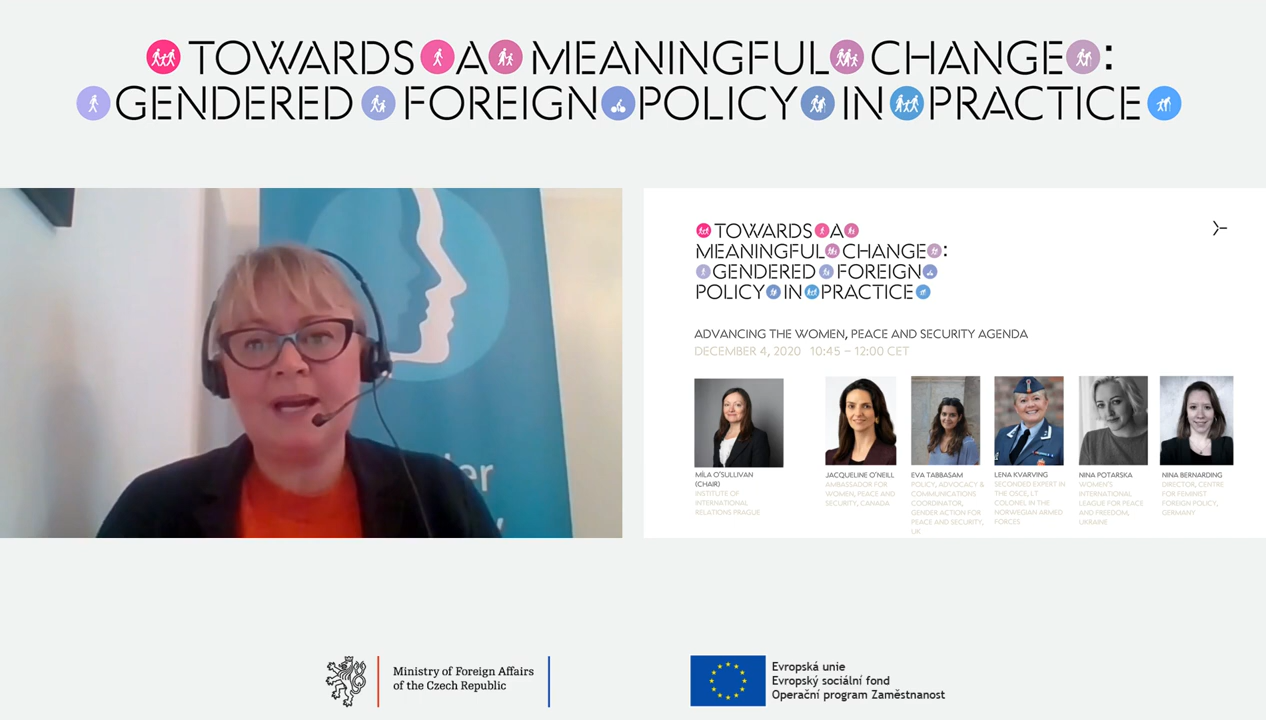 TOWARDS A MEANINGFUL CHANGE:
GENDERED FOREIGN POLICY IN PRACTICE
TOWARDS A
MEANINGFUL CHANGE:
GENDERED FOREIGN
POLICY IN PRACTICE
ADVANCING THE WOMEN, PEACE AND SECURITY AGENDA
DECEMBER 4, 2020 10:45 – 12:00 CET
MÍLA O'SULLIVAN
(CHAIR)
INSTITUTE OF
INTERNATIONAL
RELATIONS PRAGUE
JACQUELINE O'NEILL
AMBASSADOR FOR
WOMEN, PEACE AND
SECURITY, CANADA
EVA TABBASAM
POLICY, ADVOCACY &
COMMUNICATIONS
COORDINATOR,
GENDER ACTION FOR
PEACE AND SECURITY,
UK
LENA KVARVING
SECONDED EXPERT IN
THE OSCE, LT
COLONEL IN THE
NORWEGIAN ARMED
FORCES
NINA POTARSKA
WOMEN'S
INTERNATIONAL
LEAGUE FOR PEACE
AND FREEDOM,
UKRAINE
NINA BERNARDING
DIRECTOR, CENTRE
FOR FEMINIST
FOREIGN POLICY,
GERMANY
Ministry of Foreign Affairs
of the Czech Republic
Evropská unie
Evropský sociální fond
Operační program Zaměstnanost